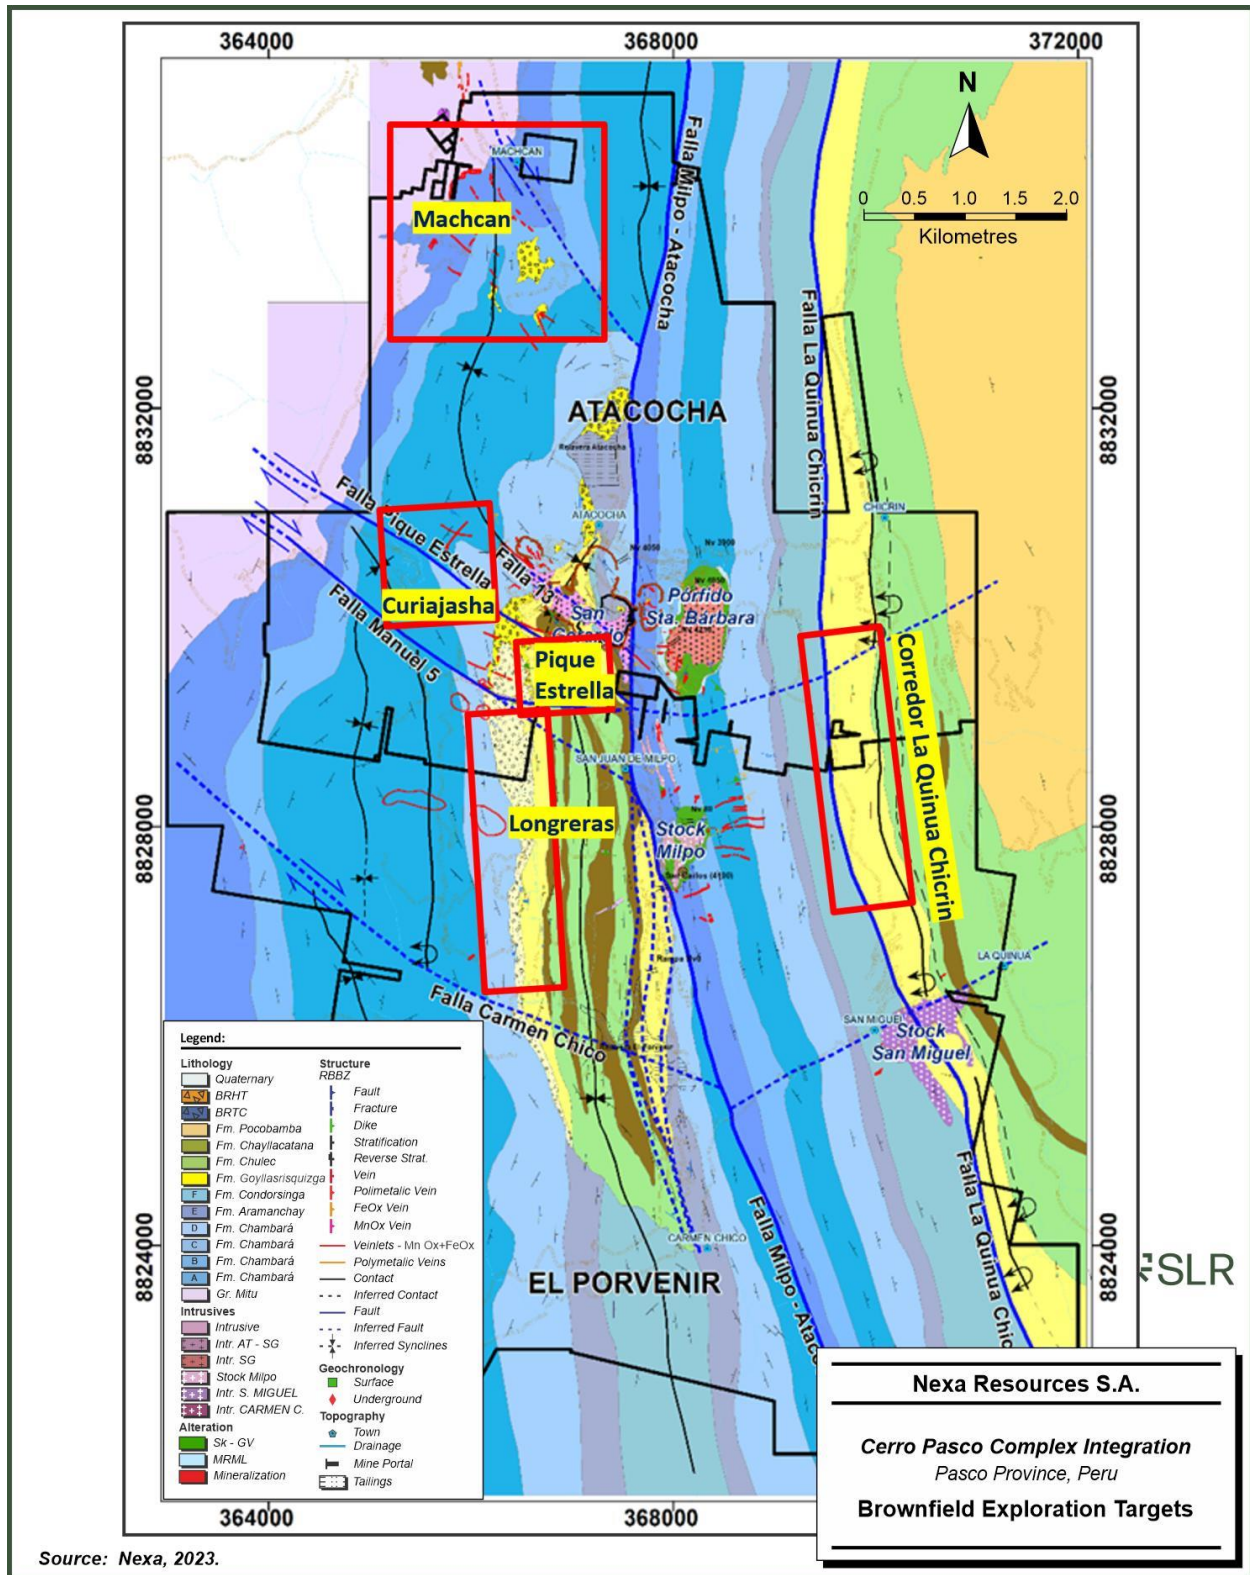 364000
368000
372000
N
0 0.5 1.0 1.5 2.0
Kilometres
MACHCAN
Machcan
Falla Milpo - Atacocha
Falla La Quinua Chicrin
8832000
8832000
ATACOCHA
Relavera Atacocha
ATACOCHA
CHICRIN
Falla Pique Estrella
Falla 13
Nv 4050
Nv 3900
Curiajasha
San
Pórfido
Sta. Bárbara
Falla Manuel 5
Pique
Estrella
Corredor La Quinua Chicrin
SAN JUAN DE MILPO
Longreras
Stock
Milpo
8828000
8828000
LA QUINUA
Falla Carmen Chico
SAN MIGUEL
Stock
San Miguel
Falla La Quinua Chic
Falla Milpo - Ataco
CARMEN CHICO
8824000
8824000
EL PORVENIR
SLR
Legend:
Lithology
Quaternary
BRHT
BRTC
Fm. Pocobamba
Fm. Chayllacatana
Fm. Chulec
Fm. Goyllasrisquizga
F Fm. Condorsinga
E Fm. Aramanchay
D Fm. Chambará
C Fm. Chambará
B Fm. Chambará
A Fm. Chambará
Gr. Mitu
Intrusives
Intrusive
Intr. AT - SG
Intr. SG
Stock Milpo
Intr. S. MIGUEL
Intr. CARMEN C.
Alteration
Sk - GV
MRML
Mineralization
Structure
RBBZ
Fault
Fracture
Dike
Stratification
Reverse Strat.
Vein
Polimetalic Vein
FeOx Vein
MnOx Vein
Veinlets - Mn Ox+FeOx
Polymetalic Veins
Contact
Inferred Contact
Fault
Inferred Fault
Inferred Synclines
Geochronology
Surface
Underground
Topography
Town
Drainage
Mine Portal
Tailings
364000
368000
Nexa Resources S.A.
Cerro Pasco Complex Integration
Pasco Province, Peru
Brownfield Exploration Targets
Source: Nexa, 2023.